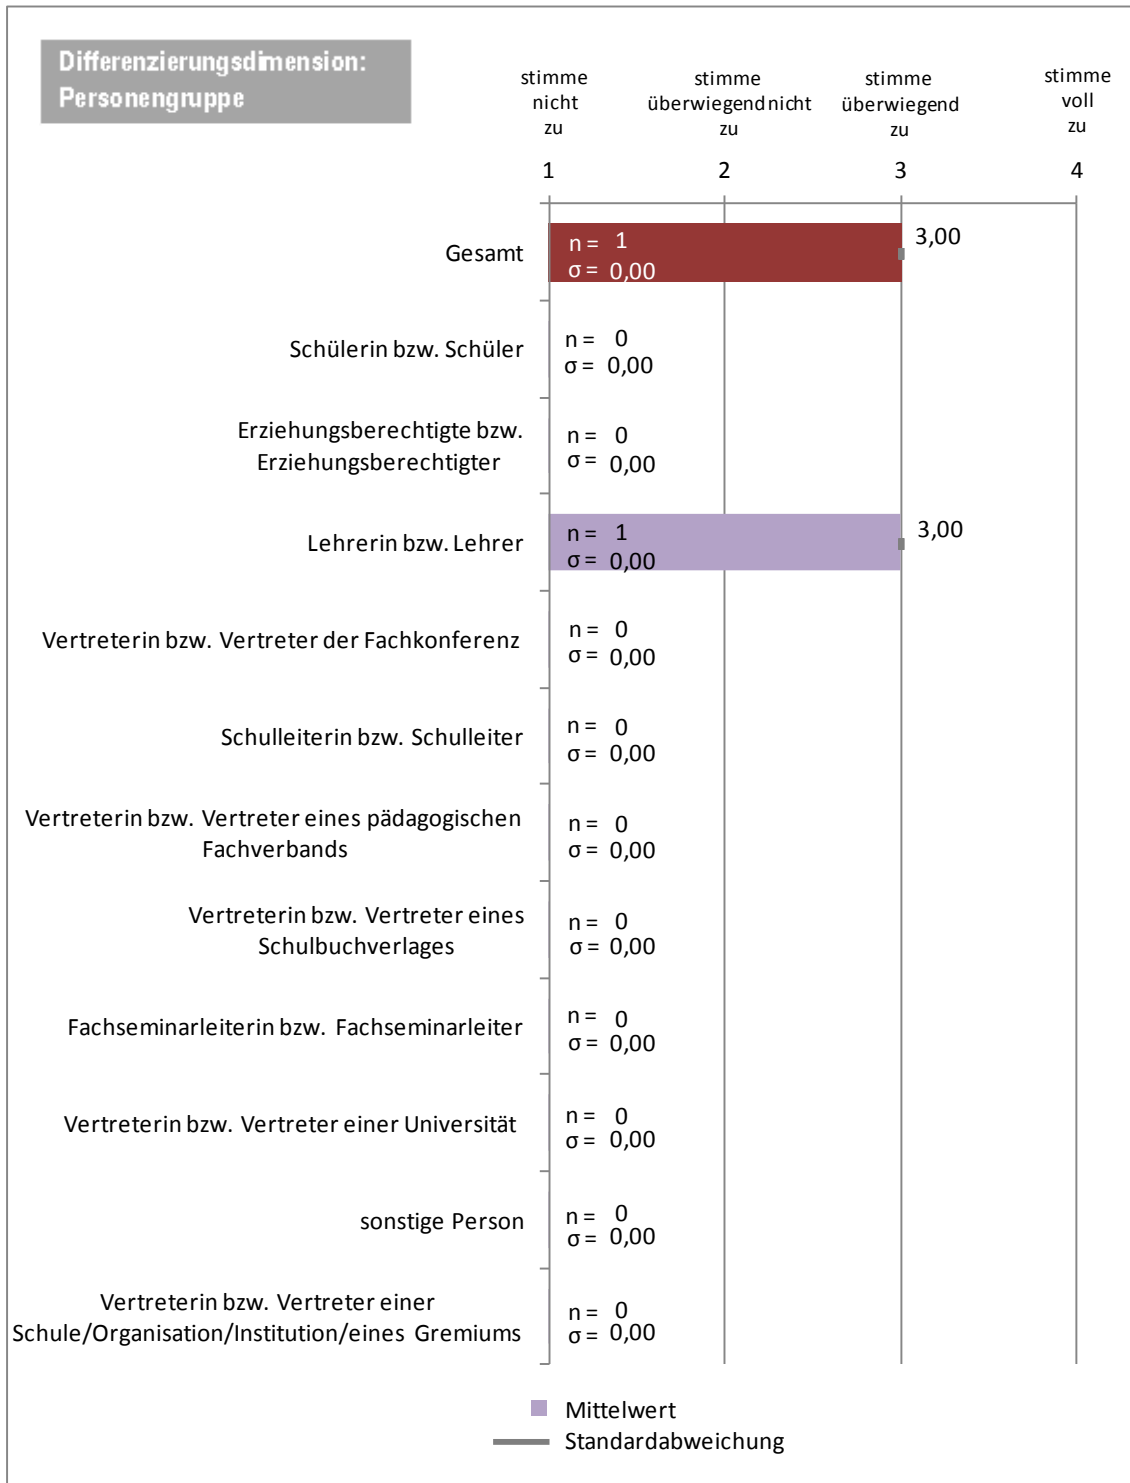 Differenzierungsdimension:
Personengruppe
stimme
nicht
zu
stimme
überwiegend nicht
zu
stimme
überwiegend
zu
stimme
voll
zu
1
2
3
4
Gesamt
n = 1
σ = 0,00
3,00
Schülerin bzw. Schüler
n = 0
σ = 0,00
Erziehungsberechtigte bzw.
Erziehungsberechtigter
n = 0
σ = 0,00
Lehrerin bzw. Lehrer
n = 1
σ = 0,00
3,00
Vertreterin bzw. Vertreter der Fachkonferenz
n = 0
σ = 0,00
Schulleiterin bzw. Schulleiter
n = 0
σ = 0,00
Vertreterin bzw. Vertreter eines pädagogischen
Fachverbands
n = 0
σ = 0,00
Vertreterin bzw. Vertreter eines
Schulbuchverlages
n = 0
σ = 0,00
Fachseminarleiterin bzw. Fachseminarleiter
n = 0
σ = 0,00
Vertreterin bzw. Vertreter einer Universität
n = 0
σ = 0,00
sonstige Person
n = 0
σ = 0,00
Vertreterin bzw. Vertreter einer
Schule/Organisation/Institution/eines Gremiums
n = 0
σ = 0,00
Mittelwert
Standardabweichung